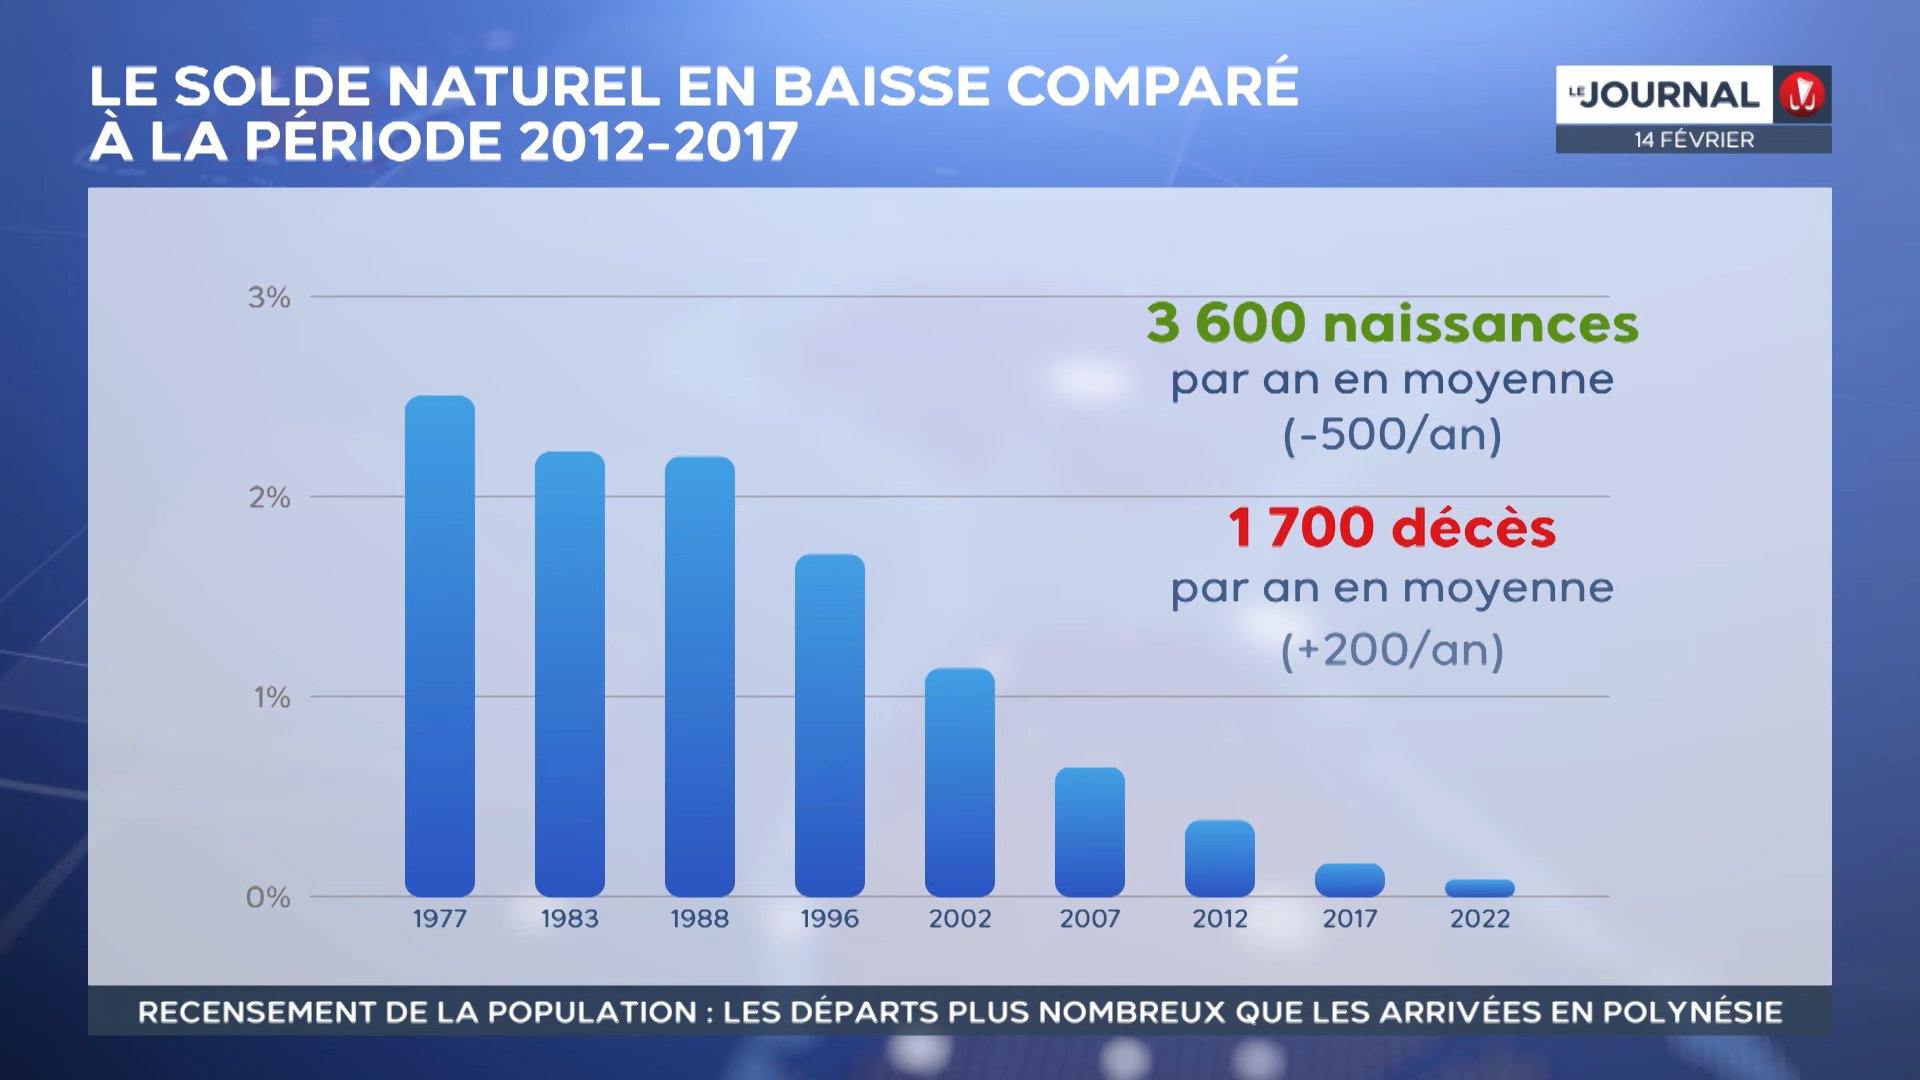 LE SOLDE NATUREL EN BAISSE COMPARÉ
À LA PÉRIODE 2012-2017
LE JOURNAL
14 FÉVRIER
3%
3 600 naissances
par an en moyenne
(-500/an)
2%
1 700 décès
par an en moyenne
(+200/an)
1%
0%
1977 1983 1988 1996 2002 2007 2012 2017 2022
RECENSEMENT DE LA POPULATION : LES DÉPARTS PLUS NOMBREUX QUE LES ARRIVÉES EN POLYNÉSIE